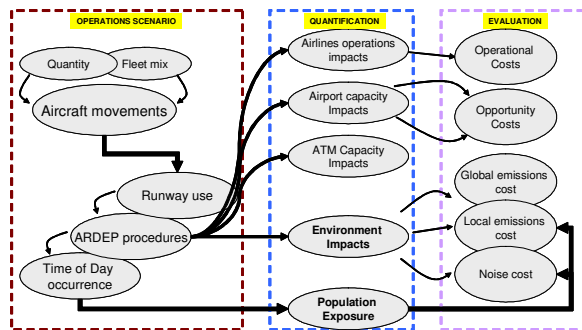 OPERATIONS SCENARIO
Quantity
Fleet mix
Aircraft movements
Runway use
ARDEP procedures
Time of Day
occurrence
QUANTIFICATION
Airlines operations
impacts
Airport capacity
Impacts
ATM Capacity
Impacts
Environment
Impacts
Population
Exposure
EVALUATION
Operational
Costs
Opportunity
Costs
Global emissions
cost
Local emissions
cost
Noise cost